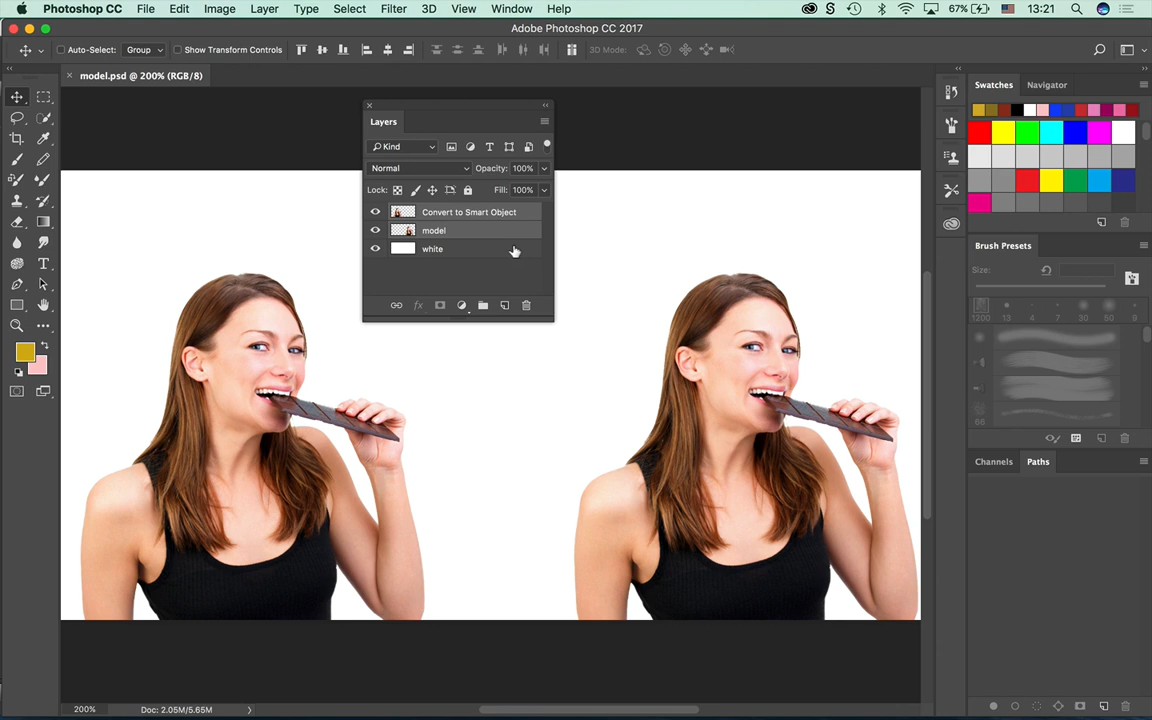 Photoshop CC File Edit Image Layer Type Select Filter 3D View Window Help 67% 13:21
Adobe Photoshop CC 2017
Auto-Select: Group Show Transform Controls 3D Mode:
× model.psd @ 200% (RGB/8)
Swatches Navigator
Layers
Kind
Normal Opacity: 100%
Lock: Fill: 100%
Convert to Smart Object
model
white
Brush Presets
Size:
1200 13 4 7 30 50 9
66
Channels Paths
200% Doc: 2.05M/5.65M